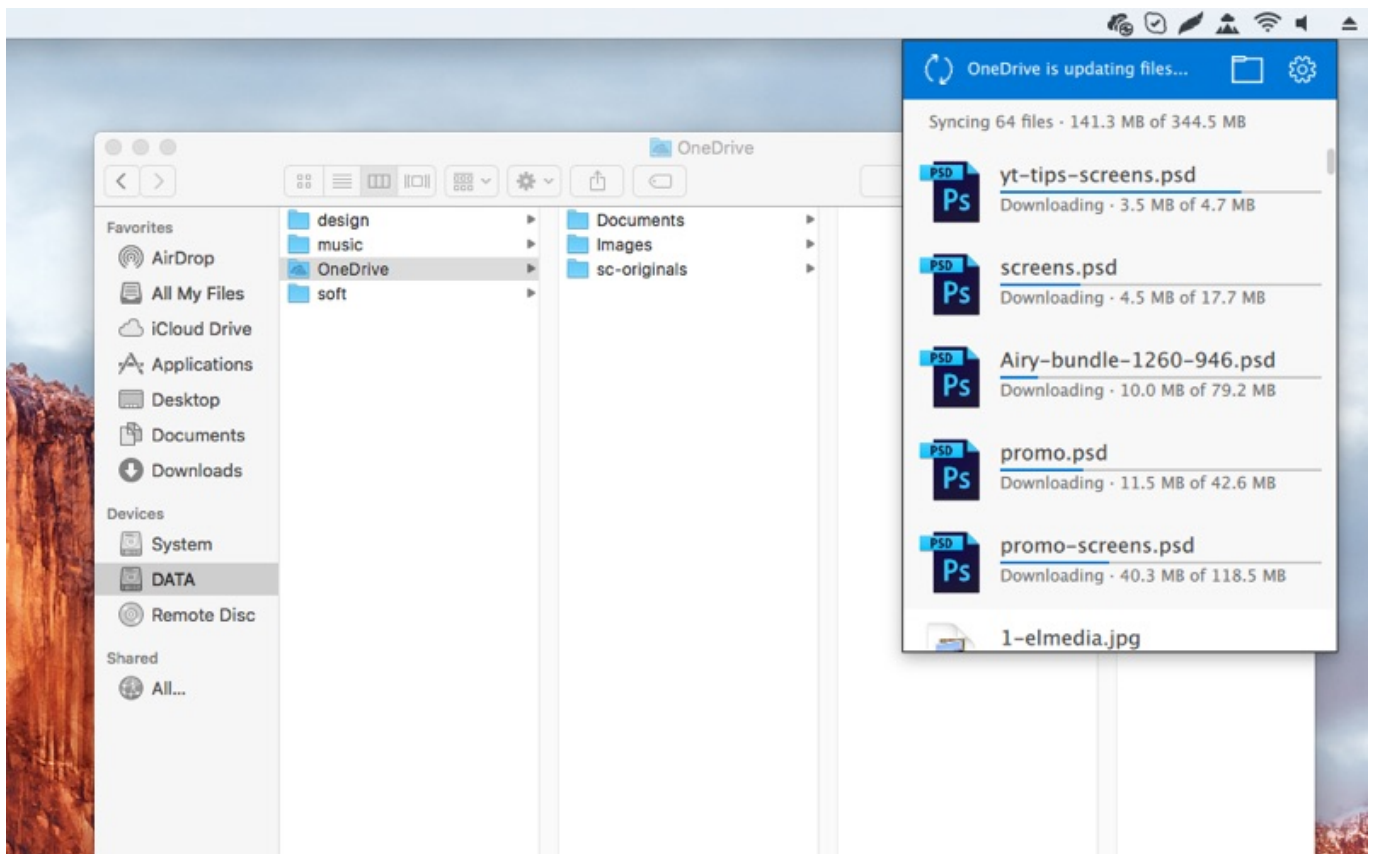 OneDrive is updating files...
Syncing 64 files · 141.3 MB of 344.5 MB
PSD
Ps
yt-tips-screens.psd
Downloading · 3.5 MB of 4.7 MB
PSD
Ps
screens.psd
Downloading · 4.5 MB of 17.7 MB
PSD
Ps
Airy-bundle-1260-946.psd
Downloading · 10.0 MB of 79.2 MB
PSD
Ps
promo.psd
Downloading · 11.5 MB of 42.6 MB
PSD
Ps
promo-screens.psd
Downloading · 40.3 MB of 118.5 MB
1-elmedia.jpg
OneDrive
Favorites
AirDrop
All My Files
iCloud Drive
Applications
Desktop
Documents
Downloads
Devices
System
DATA
Remote Disc
Shared
All...
design
music
OneDrive
soft
Documents
Images
sc-originals